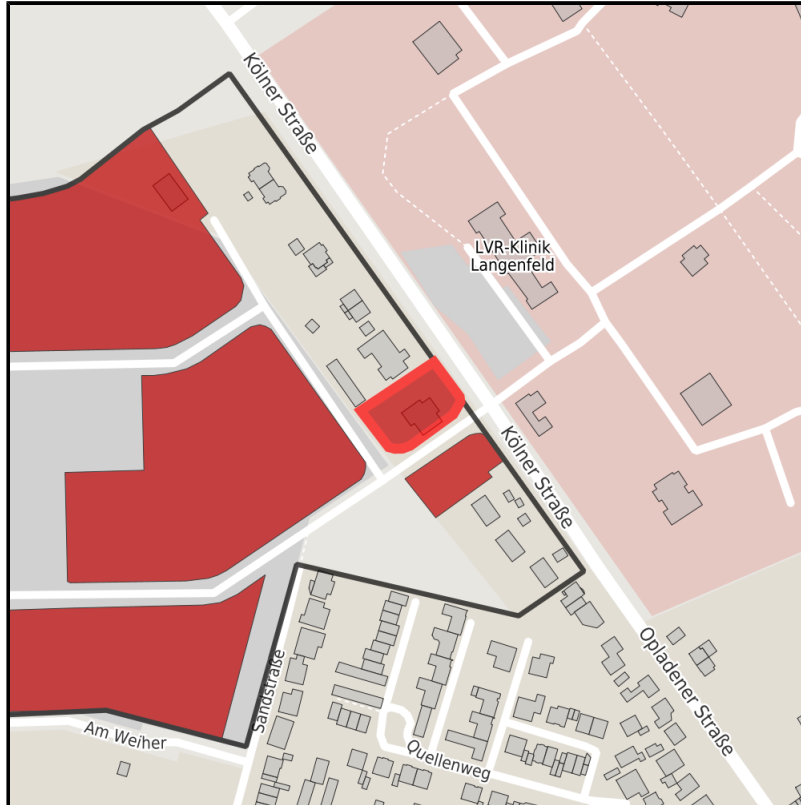 Kölner Straße
LVR-Klinik
Langenfeld
Kölner Straße
Opladener Straße
Sandstraße
Am Weiher
Quellenweg